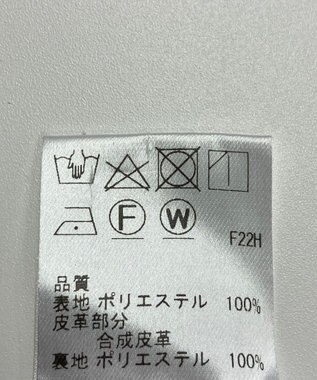 F W
F22H
品質
表地 ポリエステル 100%
皮革部分
合成皮革
裏地 ポリエステル 100%